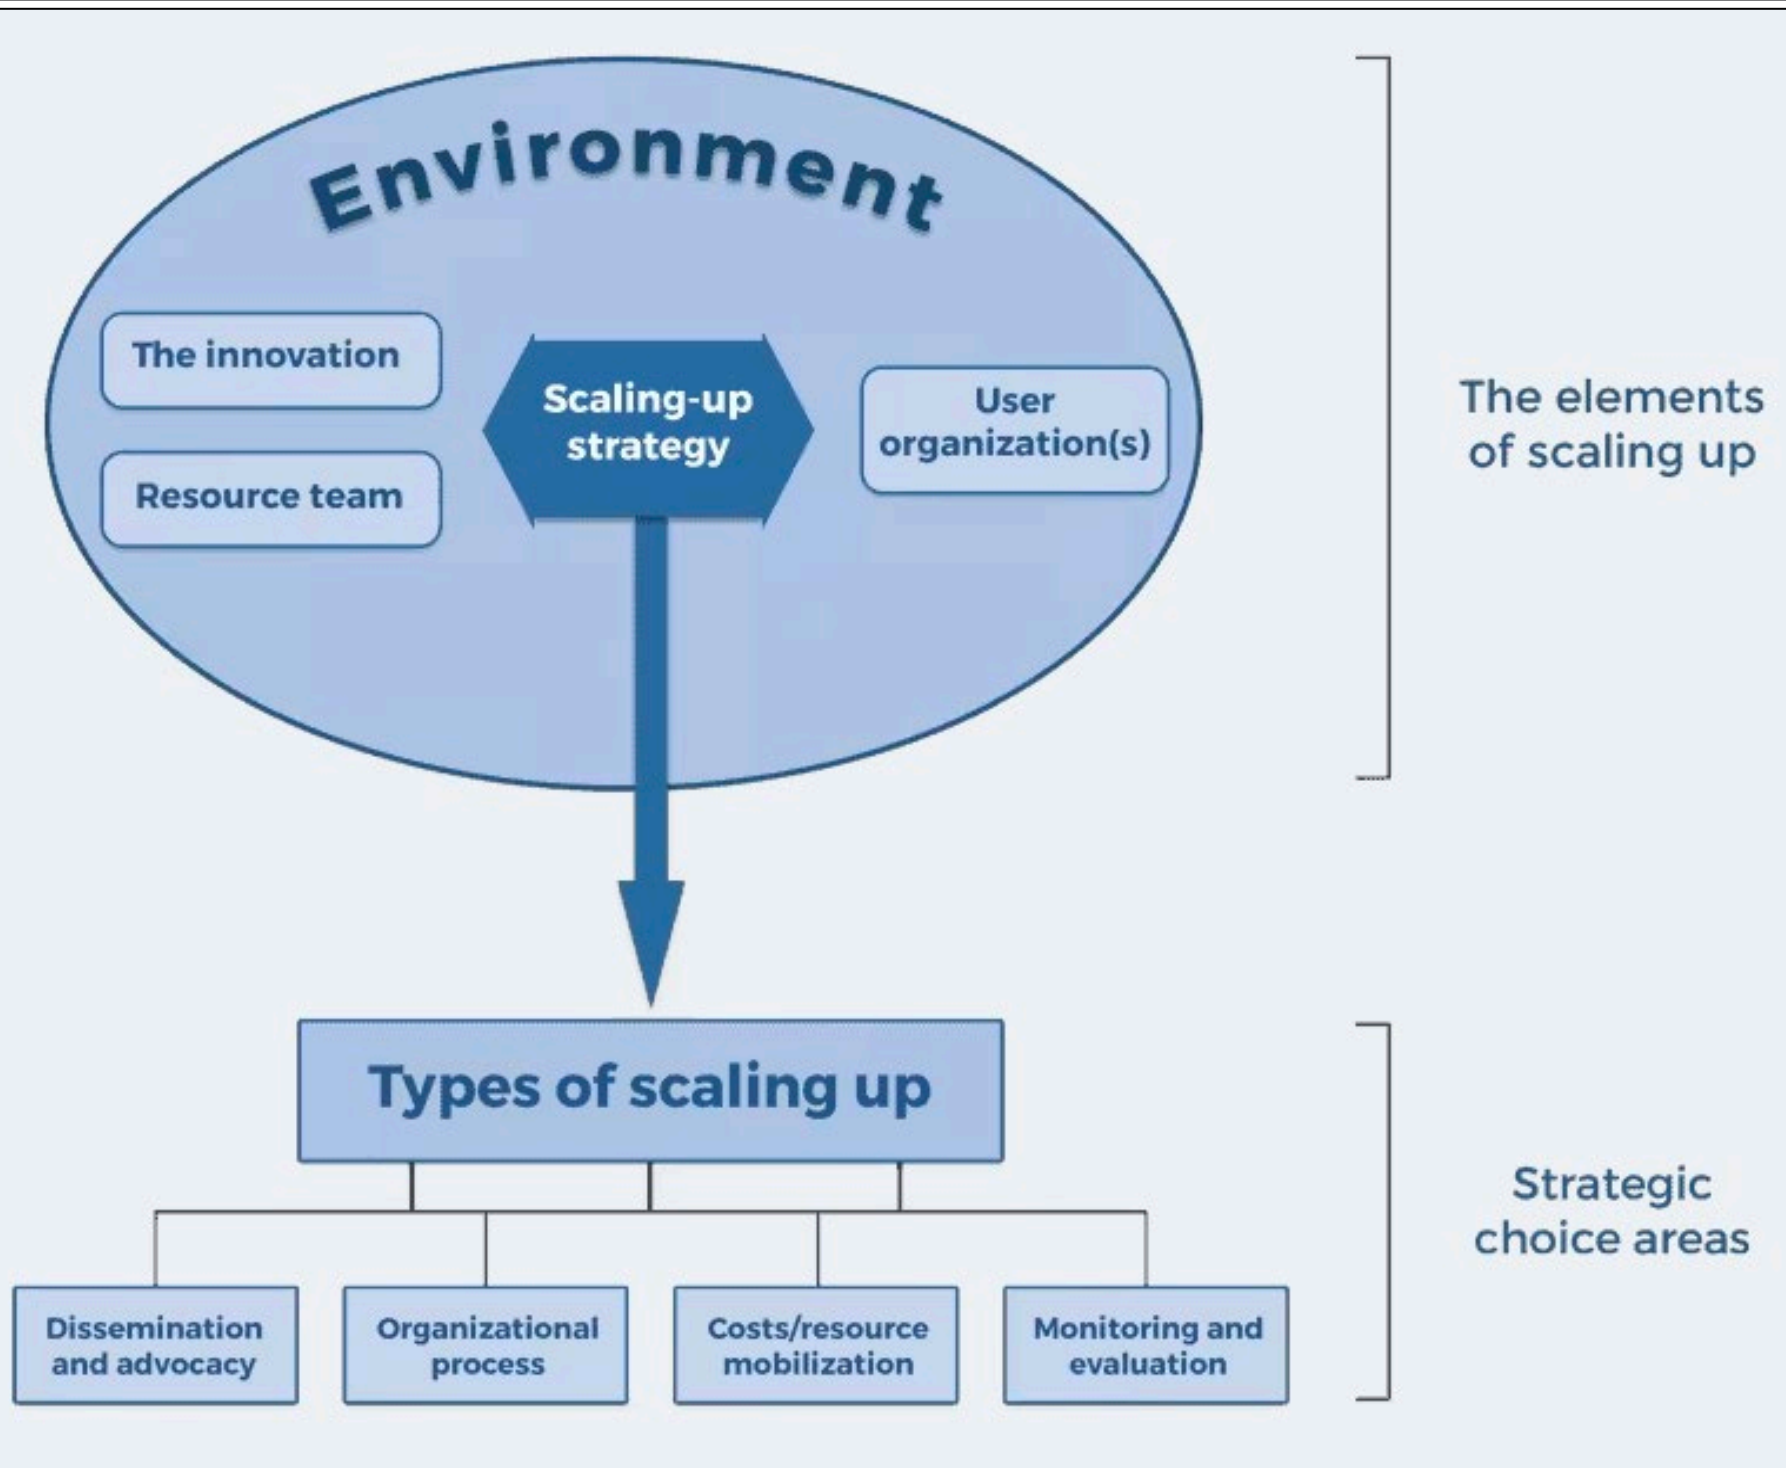 Environment
The innovation
Resource team
Scaling-up
strategy
User
organization(s)
The elements
of scaling up
Types of scaling up
Dissemination
and advocacy
Organizational
process
Costs/resource
mobilization
Monitoring and
evaluation
Strategic
choice areas